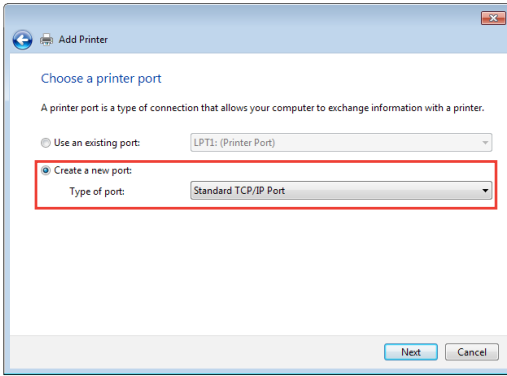 Add Printer
Choose a printer port
A printer port is a type of connection that allows your computer to exchange information with a printer.
Use an existing port: LPT1: (Printer Port)
Create a new port:
Type of port: Standard TCP/IP Port
Next Cancel